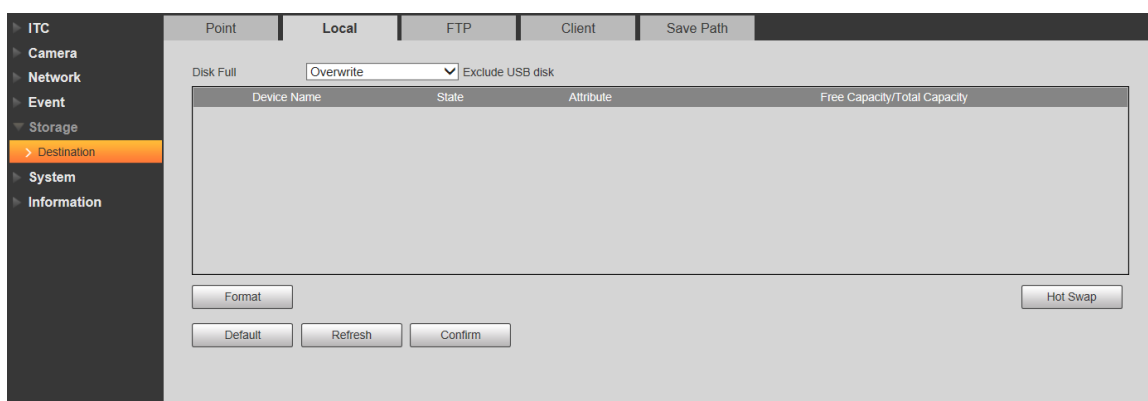 ITC
Camera
Network
Event
Storage
Destination
System
Information
Point Local FTP Client Save Path
Disk Full Overwrite Exclude USB disk
Device Name State Attribute Free Capacity/Total Capacity
Format Hot Swap
Default Refresh Confirm